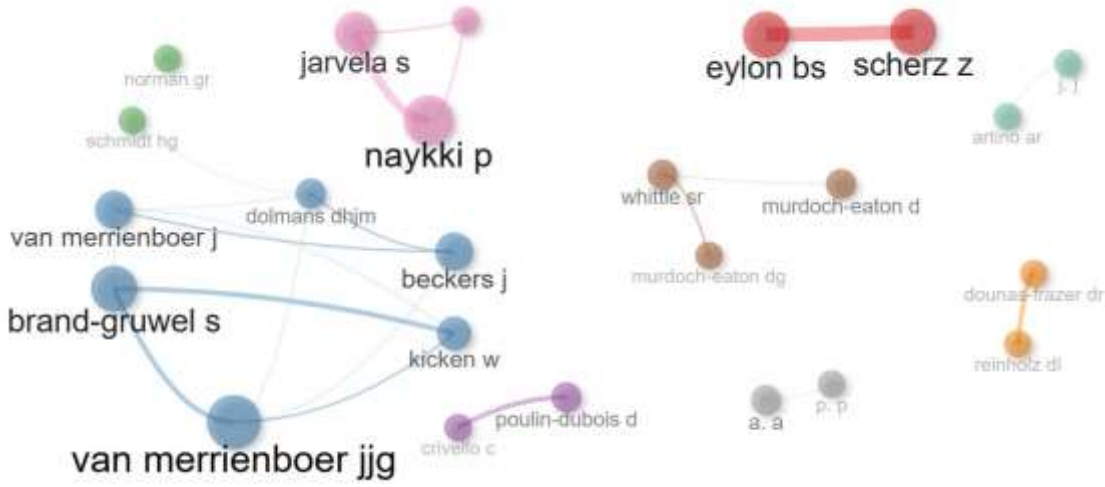 jarvela s
eylon bs
scherz z
norman gr
artino ar
schmidt hg
naykki p
whittle sr
murdoch-eaton d
dolmans dhjm
van merrienboer j
beckers j
murdoch-eaton dg
dounas-frazer dr
brand-gruwel s
kicken w
reinholz dl
p. p
poulin-dubois d
a. a
crivello c
van merrienboer jjg